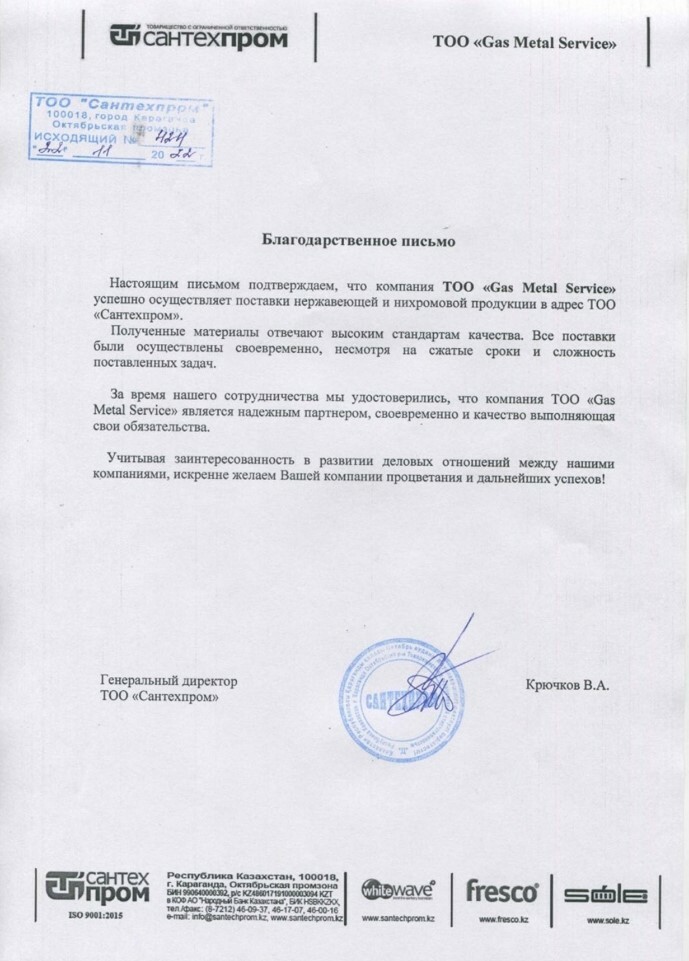 ТОВАРИЩЕСТВО С ОГРАНИЧЕННОЙ ОТВЕТСТВЕННОСТЬЮ
САНТЕХПРОМ
ТОО «Gas Metal Service»
ТОО "Сантехпром"
100018, город Караганда
Октябрьская промзона
ИСХОДЯЩИЙ № 424
"22" 11 2022 г.
Благодарственное письмо
Настоящим письмом подтверждаем, что компания ТОО «Gas Metal Service»
успешно осуществляет поставки нержавеющей и нихромовой продукции в адрес ТОО
«Сантехпром».
Полученные материалы отвечают высоким стандартам качества. Все поставки
были осуществлены своевременно, несмотря на сжатые сроки и сложность
поставленных задач.
За время нашего сотрудничества мы удостоверились, что компания ТОО «Gas
Metal Service» является надежным партнером, своевременно и качество выполняющая
свои обязательства.
Учитывая заинтересованность в развитии деловых отношений между нашими
компаниями, искренне желаем Вашей компании процветания и дальнейших успехов!
Генеральный директор
ТОО «Сантехпром»
Крючков В.А.
САНТЕХПРОМ
ISO 9001:2015
Республика Казахстан, 100018,
г. Караганда, Октябрьская промзона
БИН 990640000392, р/с KZ486017191000003094 KZT
в КОФ АО "Народный Банк Казахстана", БИК HSBKKZKX,
тел./факс: (8-7212) 46-09-37, 46-17-07, 46-00-16
e-mail: info@santechprom.kz, www.santechprom.kz
whitewave
www.santechprom.kz
fresco
www.fresco.kz
sole
www.sole.kz